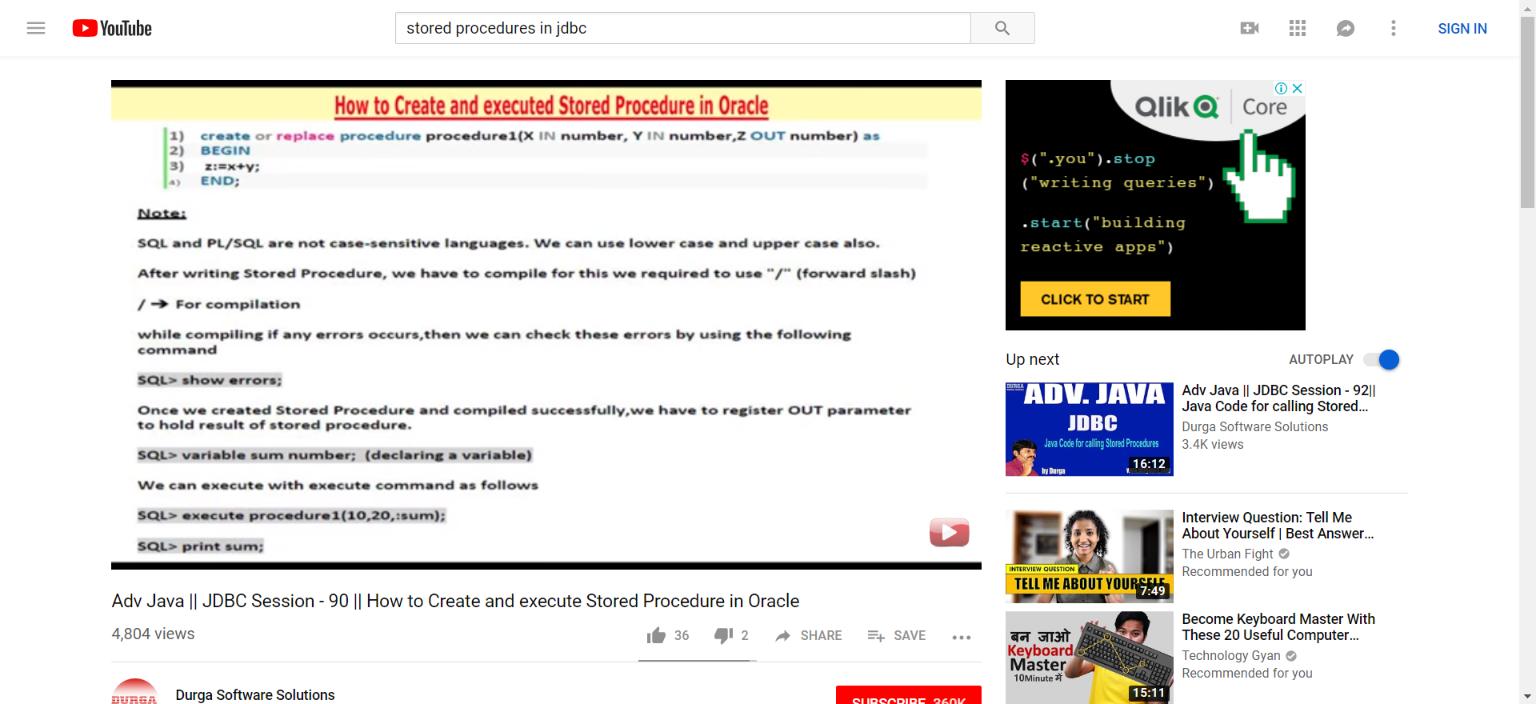 YouTube
stored procedures in jdbc
SIGN IN
How to Create and executed Stored Procedure in Oracle
1) create or replace procedure procedure1(X IN number, Y IN number,Z OUT number) as
2) BEGIN
3) z:=x+y;
4) END;
Note:
SQL and PL/SQL are not case-sensitive languages. We can use lower case and upper case also.
After writing Stored Procedure, we have to compile for this we required to use "/" (forward slash)
/ → For compilation
while compiling if any errors occurs,then we can check these errors by using the following
command
SQL> show errors;
Once we created Stored Procedure and compiled successfully,we have to register OUT parameter
to hold result of stored procedure.
SQL> variable sum number; (declaring a variable)
We can execute with execute command as follows
SQL> execute procedure1(10,20,:sum);
SQL> print sum;
Adv Java || JDBC Session - 90 || How to Create and execute Stored Procedure in Oracle
4,804 views
36
2
SHARE
SAVE
DURGA
Durga Software Solutions
SUBSCRIBE 360K
Qlik Core
$(".you").stop
("writing queries")
.start("building
reactive apps")
CLICK TO START
Up next
AUTOPLAY
ADV. JAVA
JDBC
Java Code for calling Stored Procedures
by Durga
16:12
Adv Java || JDBC Session - 92||
Java Code for calling Stored...
Durga Software Solutions
3.4K views
INTERVIEW QUESTION
TELL ME ABOUT YOURSELF
7:49
Interview Question: Tell Me
About Yourself | Best Answer...
The Urban Fight
Recommended for you
बन जाओ
Keyboard
Master
10Minute में
15:11
Become Keyboard Master With
These 20 Useful Computer...
Technology Gyan
Recommended for you